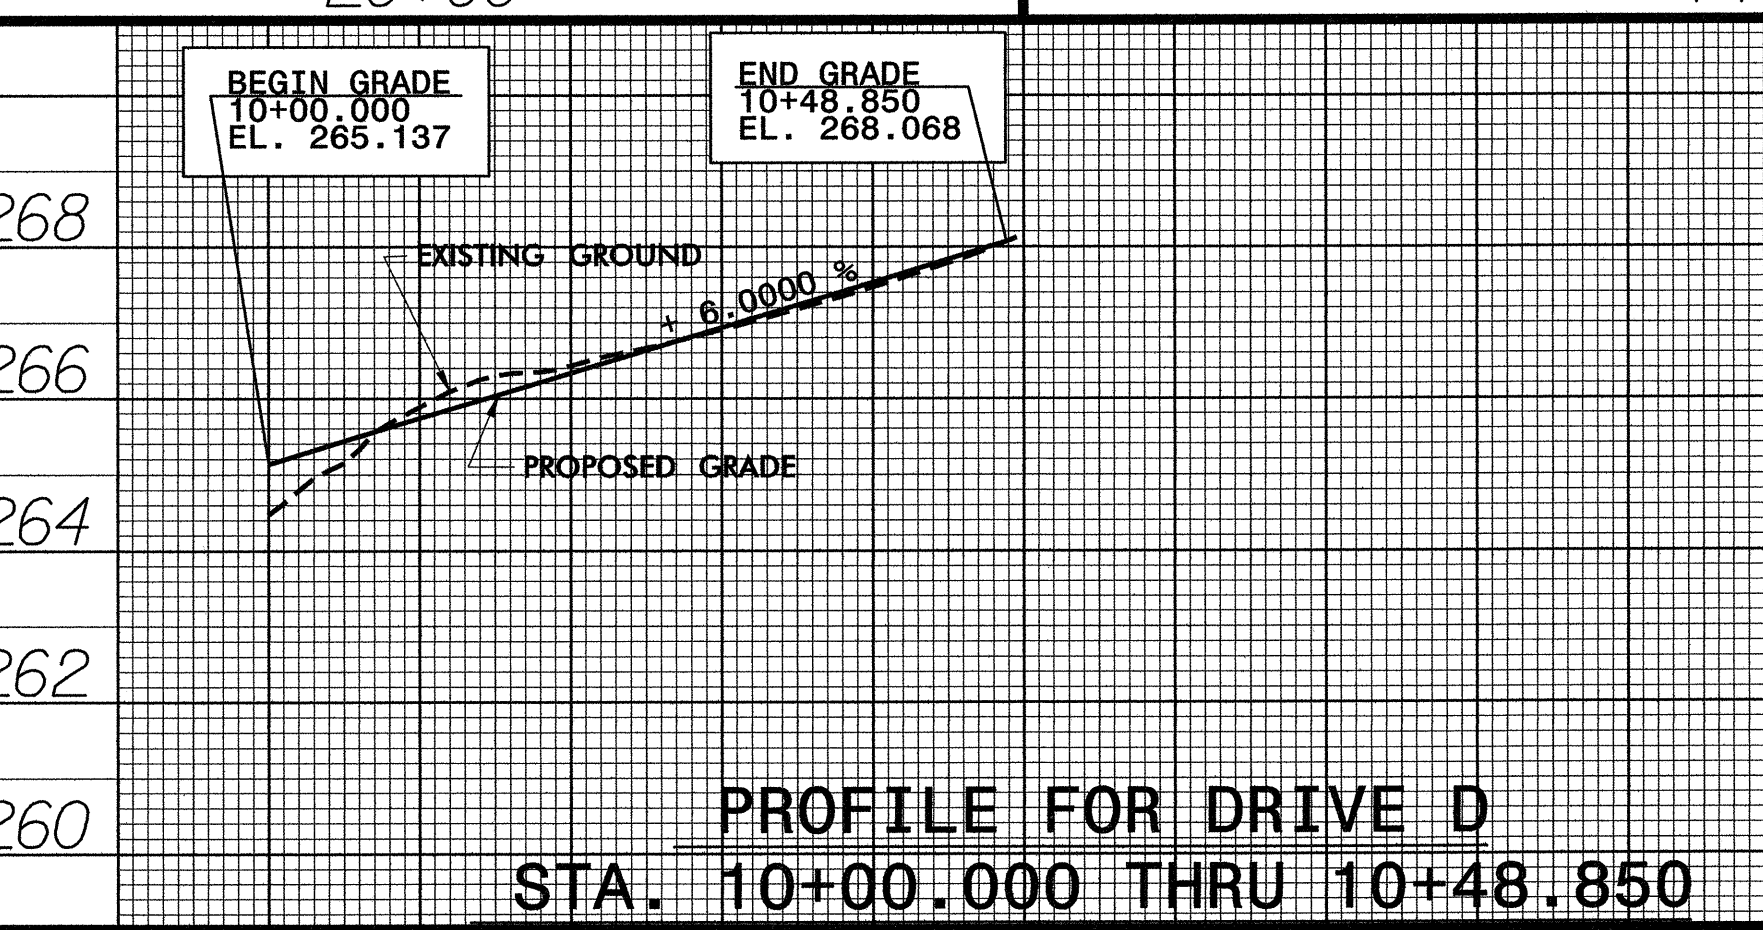 BEGIN GRADE
10+00.000
EL. 265.137
END GRADE
10+48.850
EL. 268.068
268
EXISTING GROUND
+ 6.0000 %
266
PROPOSED GRADE
264
262
260
PROFILE FOR DRIVE D
STA. 10+00.000 THRU 10+48.850